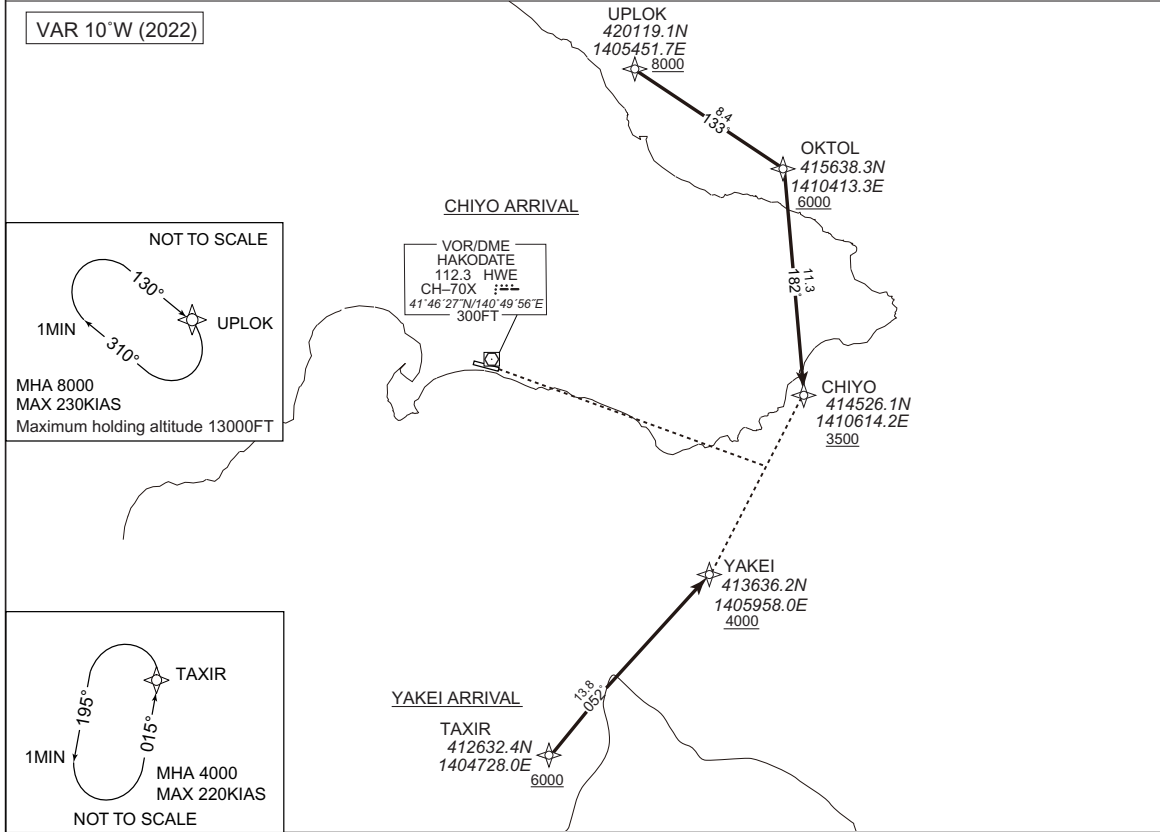 VAR 10˚W (2022)
UPLOK
420119.1N
1405451.7E
8000
8.4
133˚
OKTOL
415638.3N
1410413.3E
6000
11.3
182˚
CHIYO ARRIVAL
VOR/DME
HAKODATE
112.3 HWE
CH–70X
41˚46´27˝N/140˚49´56˝E
300FT
CHIYO
414526.1N
1410614.2E
3500
YAKEI
413636.2N
1405958.0E
4000
13.8
052˚
YAKEI ARRIVAL
TAXIR
412632.4N
1404728.0E
6000
NOT TO SCALE
130°
UPLOK
1MIN
310°
MHA 8000
MAX 230KIAS
Maximum holding altitude 13000FT
TAXIR
195°
015°
1MIN
MHA 4000
MAX 220KIAS
NOT TO SCALE